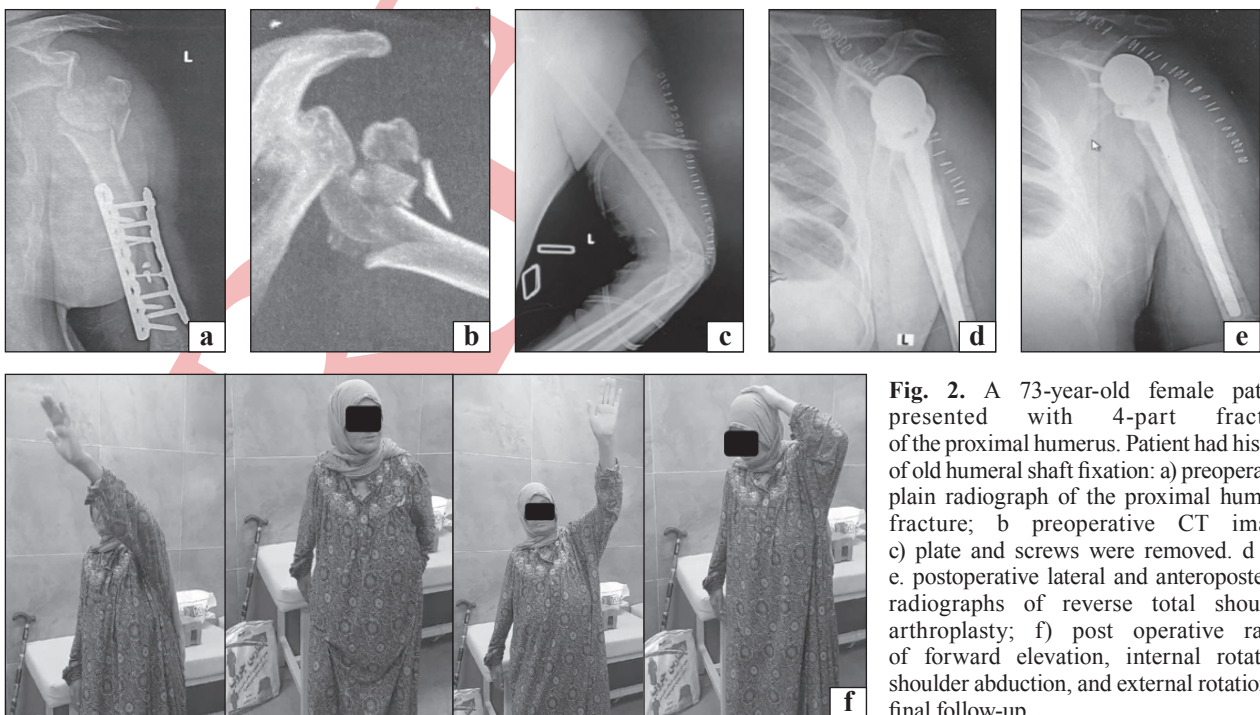 L
a
b
L
c
L
d
e
f
Fig. 2. A 73-year-old female pat
presented with 4-part fract
of the proximal humerus. Patient had his
of old humeral shaft fixation: a) preopera
plain radiograph of the proximal hum
fracture; b preoperative CT ima
c) plate and screws were removed. d
e. postoperative lateral and anteroposte
radiographs of reverse total shou
arthroplasty; f) post operative ra
of forward elevation, internal rotat
shoulder abduction, and external rotatio
final follow-up